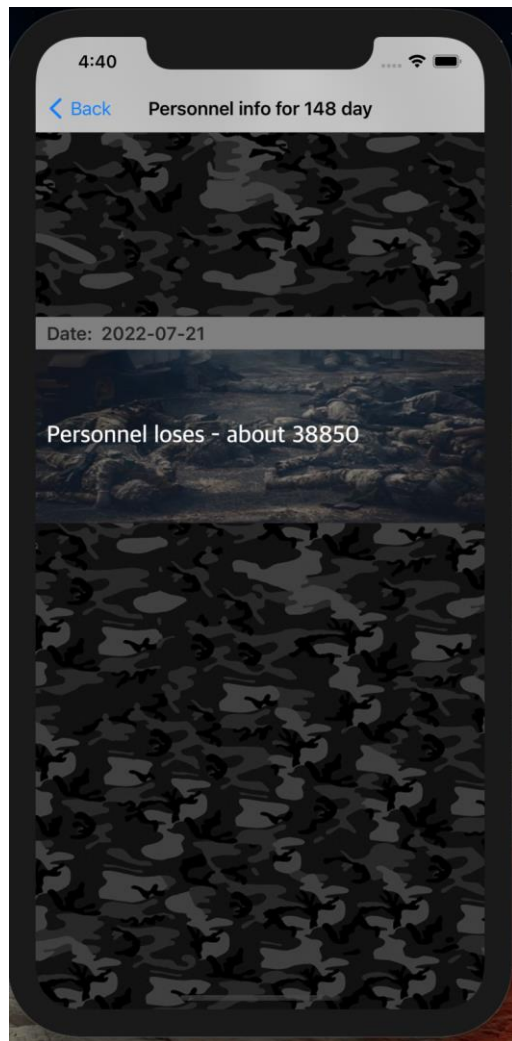 4:40
Back
Personnel info for 148 day
Date: 2022-07-21
Personnel loses - about 38850